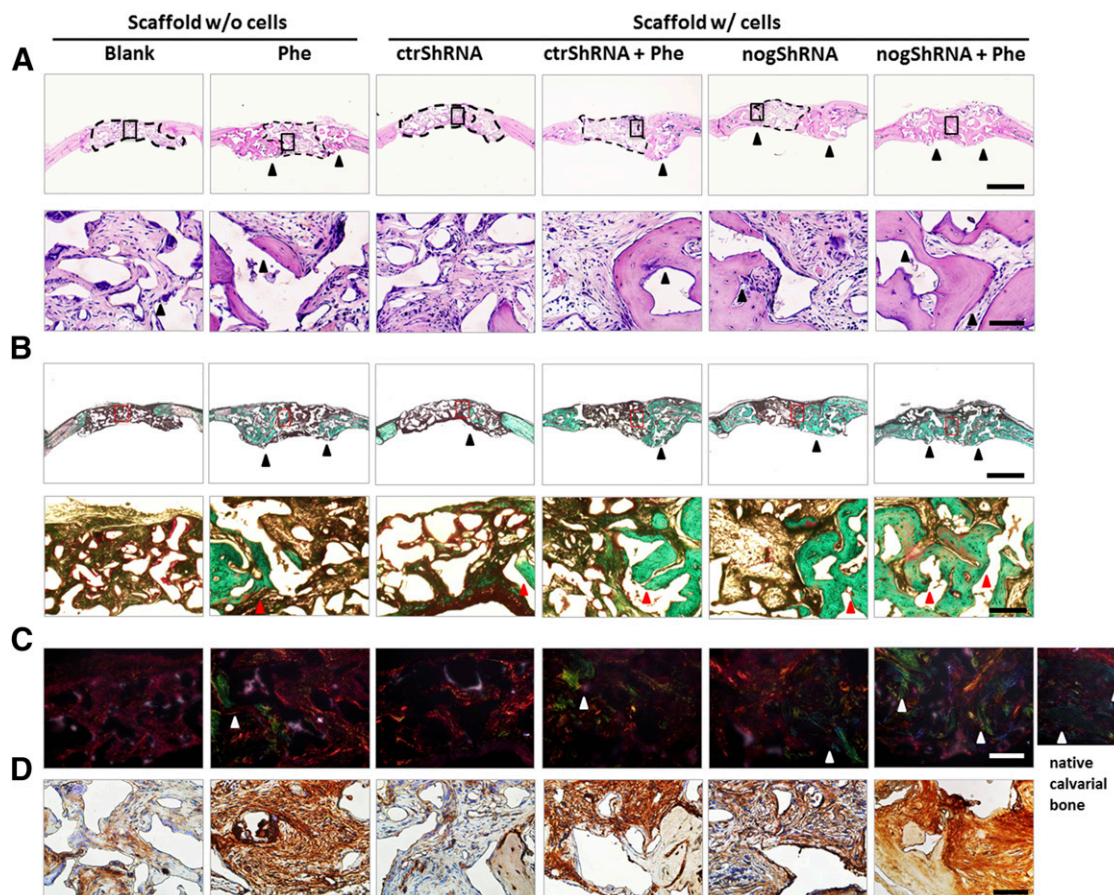 Scaffold w/o cells Scaffold w/ cells
Blank Phe ctrShRNA ctrShRNA + Phe nogShRNA nogShRNA + Phe
A
B
C
D
native
calvarial
bone